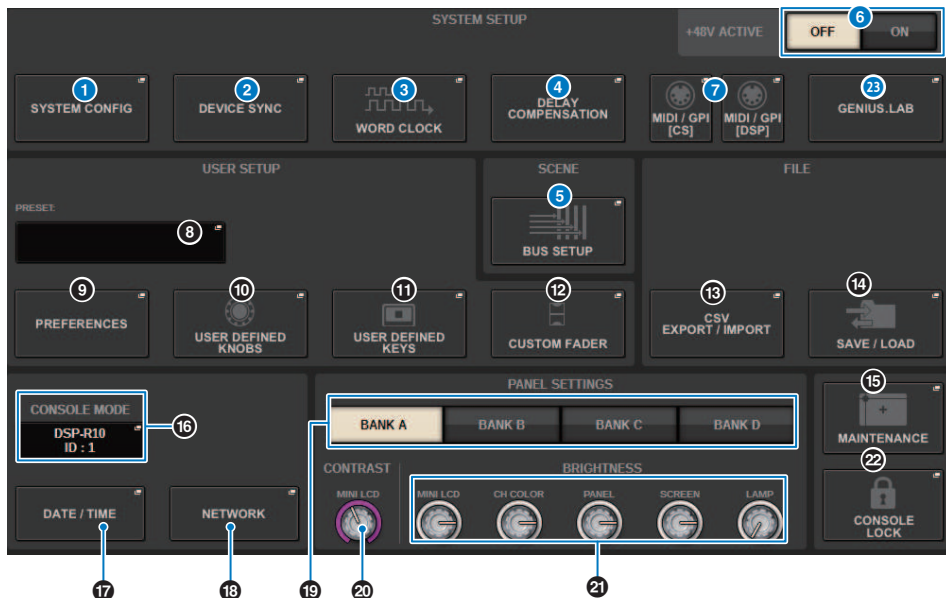 SYSTEM SETUP
+48V ACTIVE
6
OFF
ON
1
SYSTEM CONFIG
2
DEVICE SYNC
3
WORD CLOCK
4
DELAY
COMPENSATION
7
MIDI / GPI
[CS]
MIDI / GPI
[DSP]
23
GENIUS.LAB
USER SETUP
PRESET:
8
SCENE
5
BUS SETUP
FILE
9
PREFERENCES
10
USER DEFINED
KNOBS
11
USER DEFINED
KEYS
12
CUSTOM FADER
13
CSV
EXPORT / IMPORT
14
SAVE / LOAD
CONSOLE MODE
DSP-R10
ID : 1
16
PANEL SETTINGS
BANK A
BANK B
BANK C
BANK D
15
MAINTENANCE
DATE / TIME
NETWORK
CONTRAST
MINI LCD
BRIGHTNESS
MINI LCD
CH COLOR
PANEL
SCREEN
LAMP
22
CONSOLE
LOCK
17
18
19
20
21